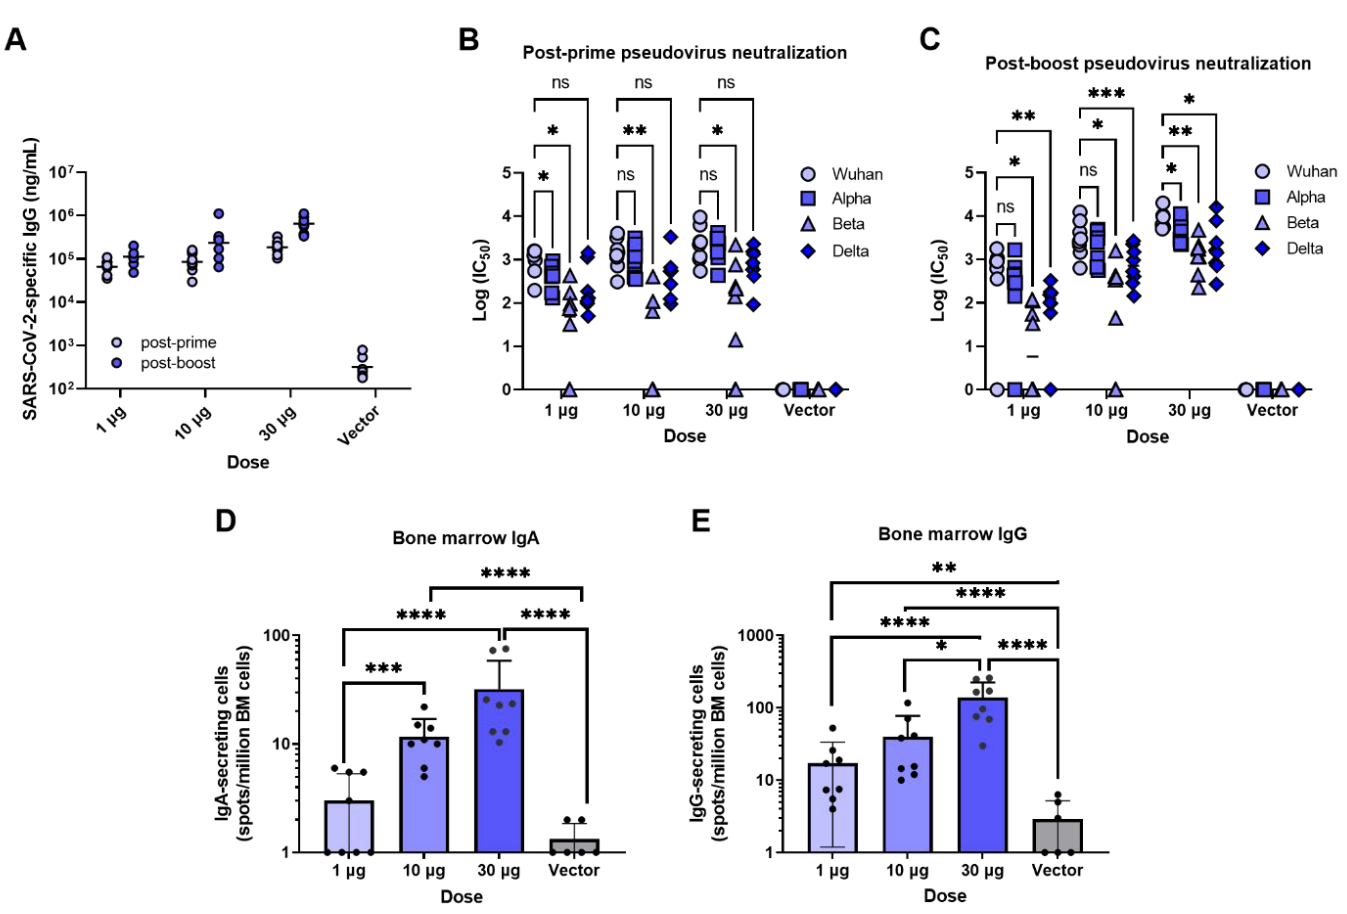 A
SARS-CoV-2-specific IgG (ng/mL)
10⁷
10⁶
10⁵
10⁴
10³
10²
post-prime
post-boost
1 µg
10 µg
30 µg
Vector
Dose
B
Post-prime pseudovirus neutralization
Log (IC₅₀)
5
4
3
2
1
0
ns
*
*
ns
**
ns
ns
*
ns
Wuhan
Alpha
Beta
Delta
1 µg
10 µg
30 µg
Vector
Dose
C
Post-boost pseudovirus neutralization
Log (IC₅₀)
5
4
3
2
1
0
**
*
ns
***
*
ns
*
**
*
Wuhan
Alpha
Beta
Delta
1 µg
10 µg
30 µg
Vector
Dose
D
Bone marrow IgA
IgA-secreting cells
(spots/million BM cells)
100
10
1
****
****
****
***
1 µg
10 µg
30 µg
Vector
Dose
E
Bone marrow IgG
IgG-secreting cells
(spots/million BM cells)
1000
100
10
1
**
****
****
*
****
1 µg
10 µg
30 µg
Vector
Dose